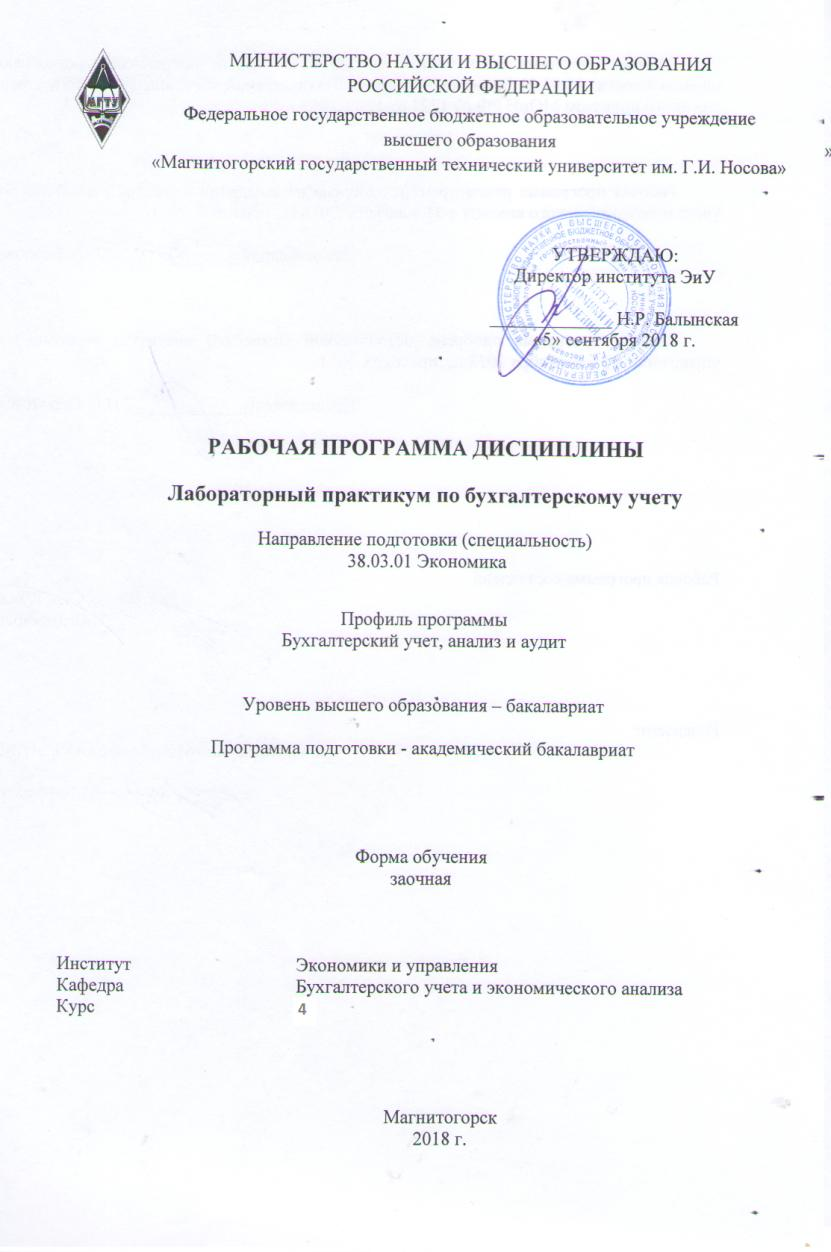 МИНИСТЕРСТВО НАУКИ И ВЫСШЕГО ОБРАЗОВАНИЯ
РОССИЙСКОЙ ФЕДЕРАЦИИ
Федеральное государственное бюджетное образовательное учреждение
высшего образования
«Магнитогорский государственный технический университет им. Г.И. Носова»
МГТУ
УТВЕРЖДАЮ:
Директор института ЭиУ
Н.Р. Балынская
«5» сентября 2018 г.
РАБОЧАЯ ПРОГРАММА ДИСЦИПЛИНЫ
Лабораторный практикум по бухгалтерскому учету
Направление подготовки (специальность)
38.03.01 Экономика
Профиль программы
Бухгалтерский учет, анализ и аудит
Уровень высшего образования – бакалавриат
Программа подготовки - академический бакалавриат
Форма обучения
заочная
Институт Экономики и управления
Кафедра Бухгалтерского учета и экономического анализа
Курс 4
Магнитогорск
2018 г.